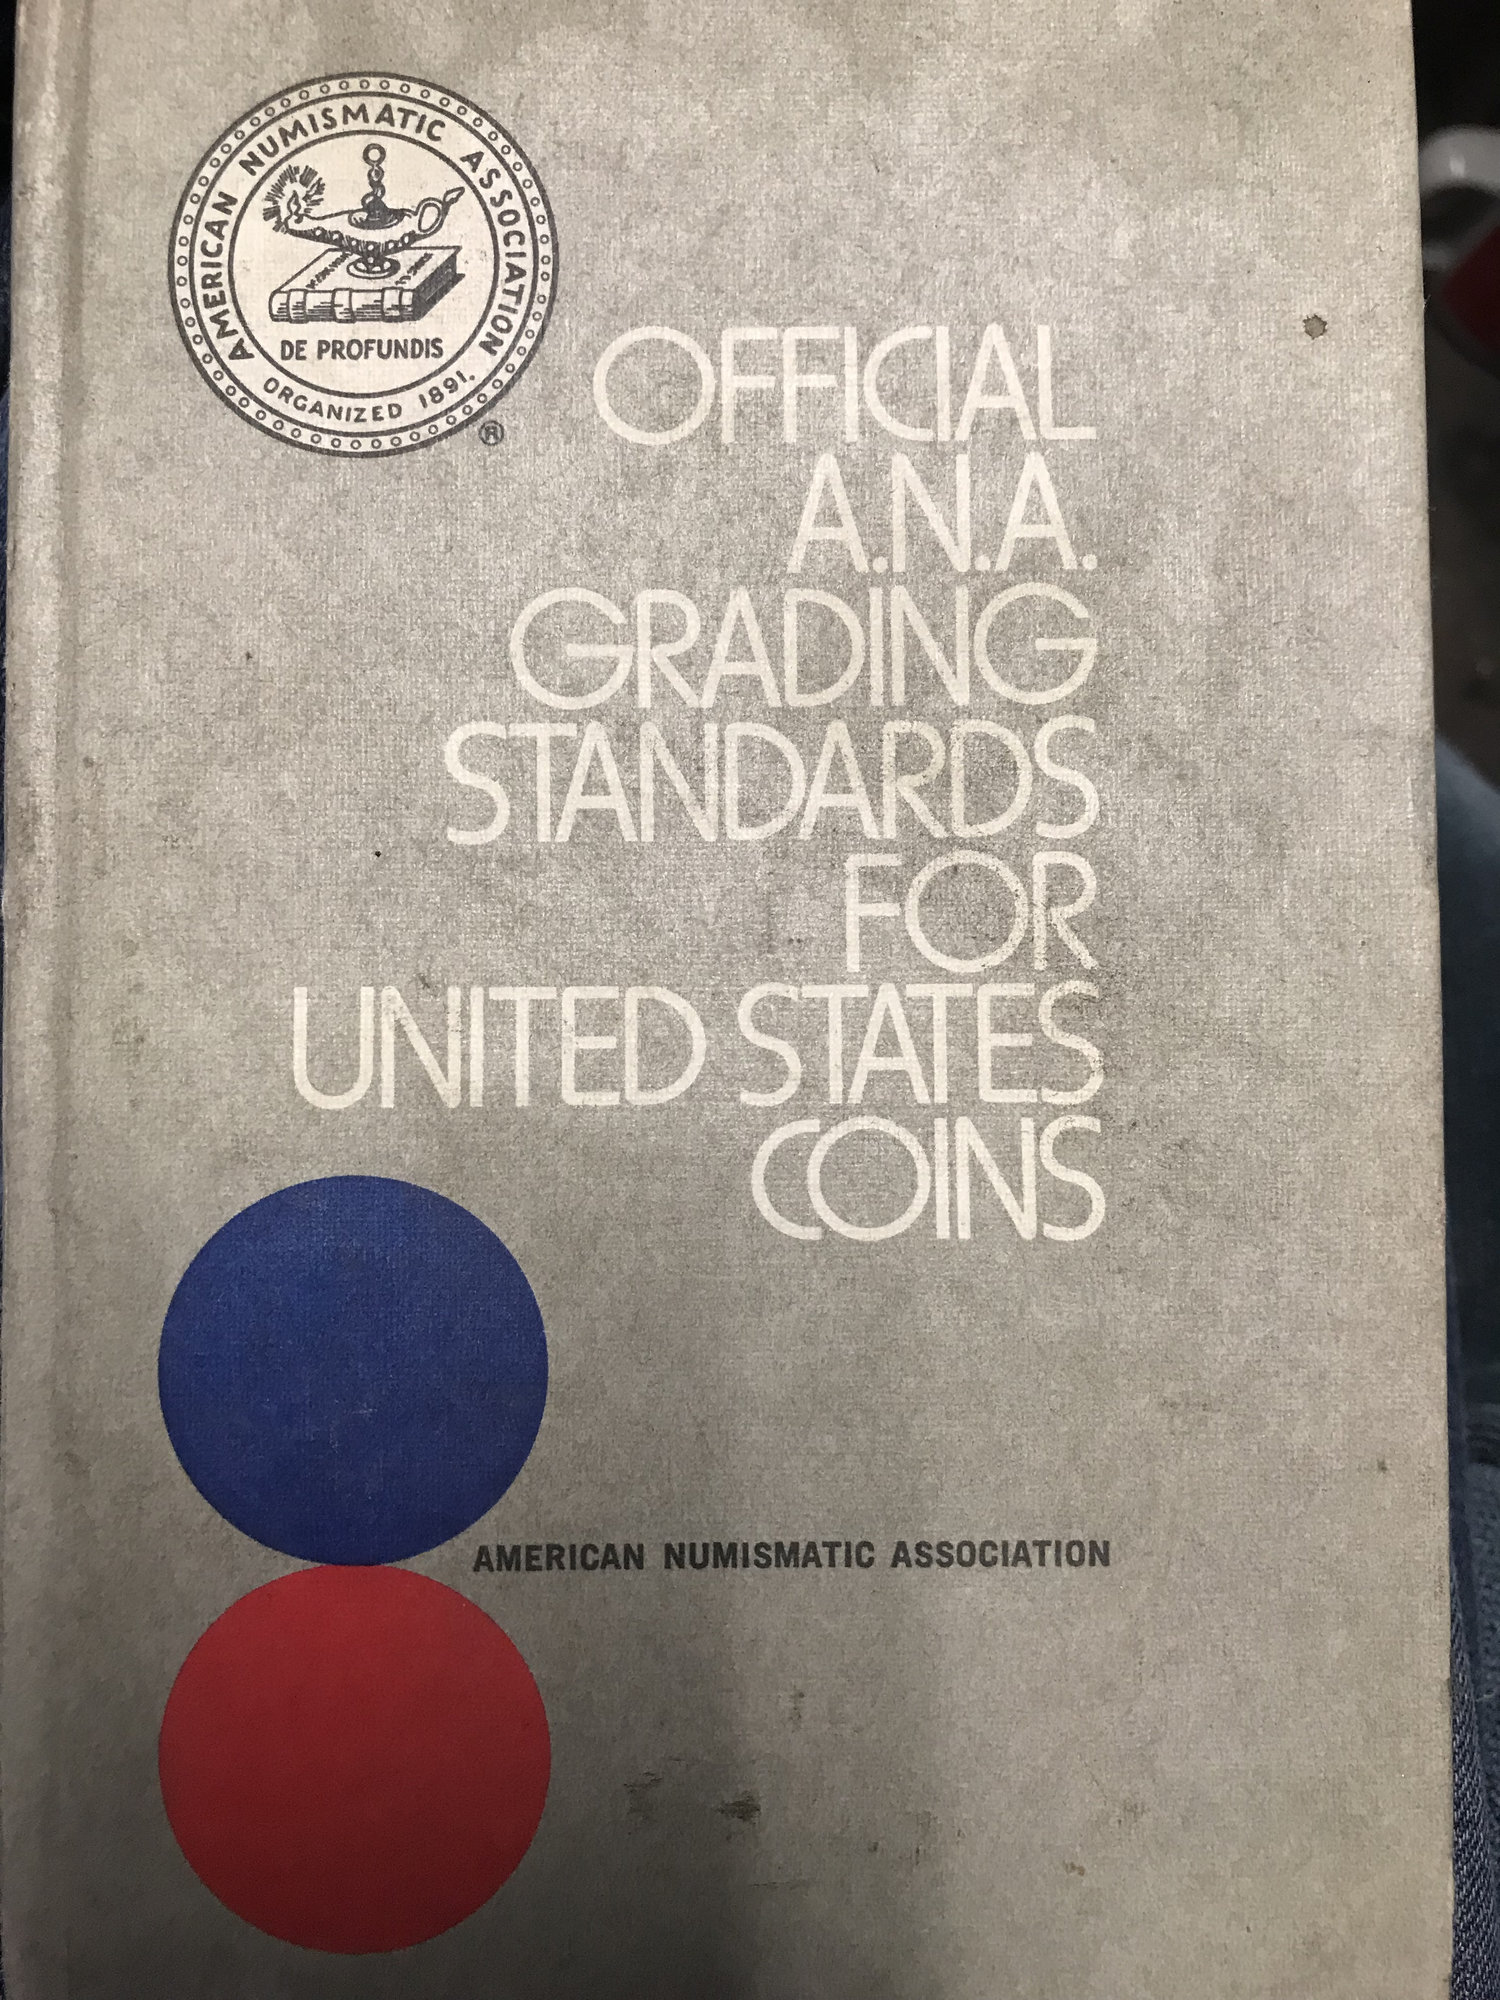 AMERICAN NUMISMATIC ASSOCIATION
DE PROFUNDIS
ORGANIZED 1891.
®
OFFICIAL
A.N.A.
GRADING
STANDARDS
FOR
UNITED STATES
COINS
AMERICAN NUMISMATIC ASSOCIATION